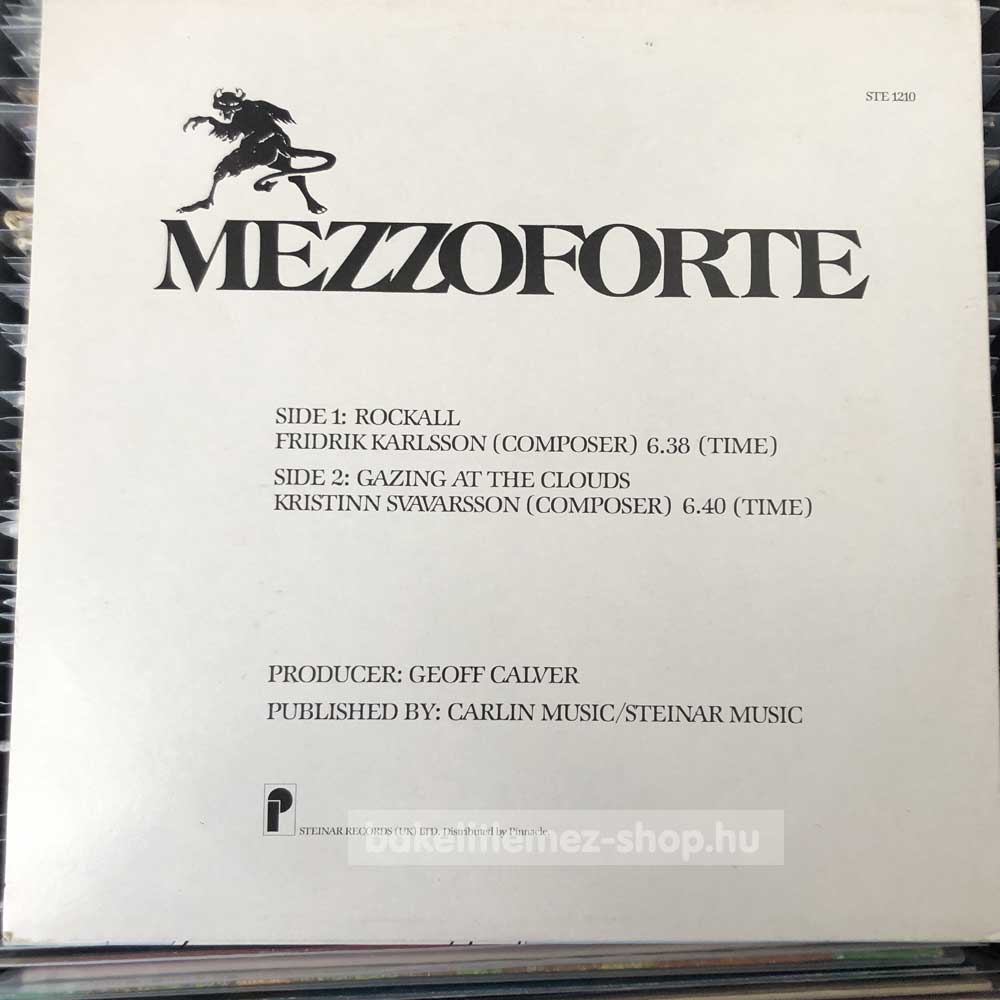 STE 1210
MEZZOFORTE
SIDE 1: ROCKALL
FRIDRIK KARLSSON (COMPOSER) 6.38 (TIME)
SIDE 2: GAZING AT THE CLOUDS
KRISTINN SVAVARSSON (COMPOSER) 6.40 (TIME)
PRODUCER: GEOFF CALVER
PUBLISHED BY: CARLIN MUSIC/STEINAR MUSIC
STEINAR RECORDS (UK) LTD. Distributed by Pinnacle.
bakelitlemez-shop.hu